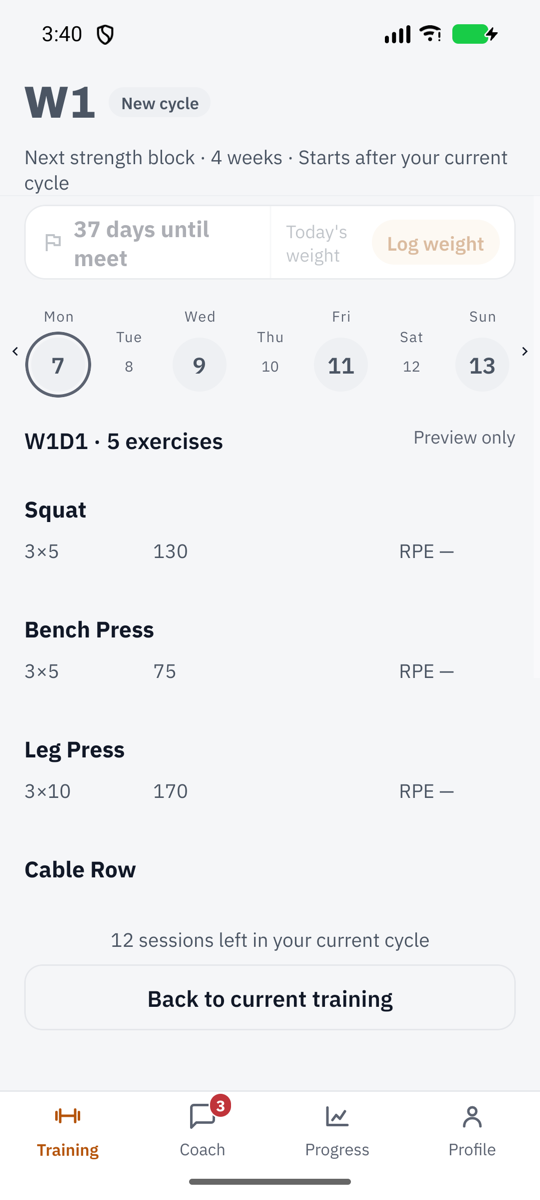 3:40
W1 New cycle
Next strength block · 4 weeks · Starts after your current
cycle
37 days until
meet
Today's
weight
Log weight
Mon Tue Wed Thu Fri Sat Sun
7 8 9 10 11 12 13
W1D1 · 5 exercises Preview only
Squat
3×5 130 RPE —
Bench Press
3×5 75 RPE —
Leg Press
3×10 170 RPE —
Cable Row
12 sessions left in your current cycle
Back to current training
3
Training Coach Progress Profile